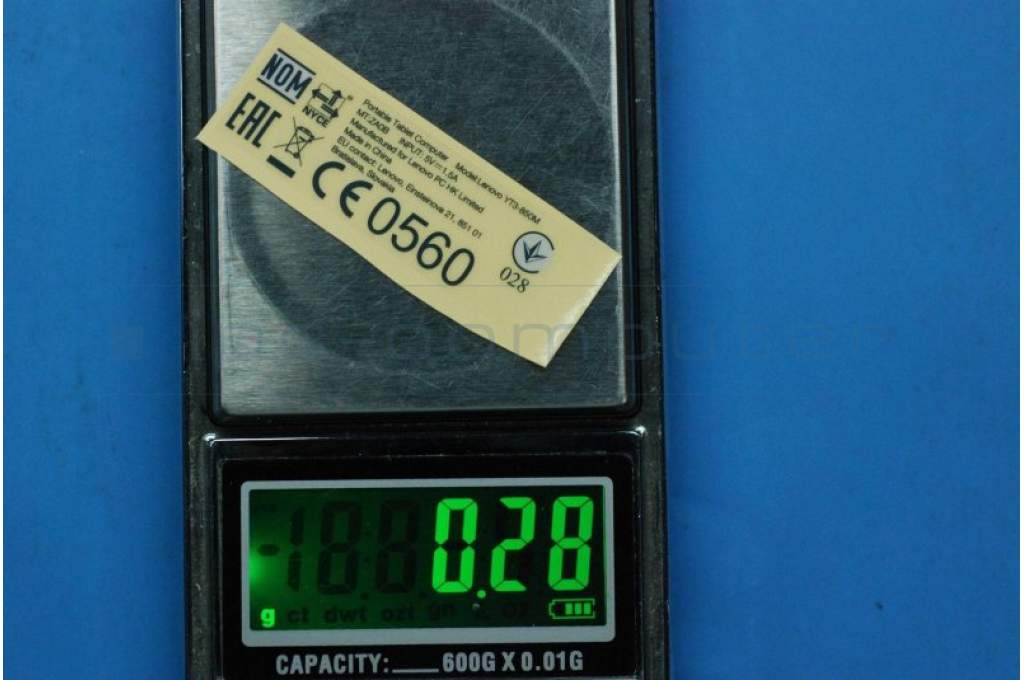 NOM
NYCE
EAC
Portable Tablet Computer Model:Lenovo YT3-850M
MT:ZA0B INPUT: 5V⎓1.5A
Manufactured for Lenovo PC HK Limited
Made in China
EU contact: Lenovo, Einsteinova 21, 851 01
Bratislava, Slovakia
CE0560
028
0.28
g ct dwt ozt gn
CAPACITY: 600G X 0.01G